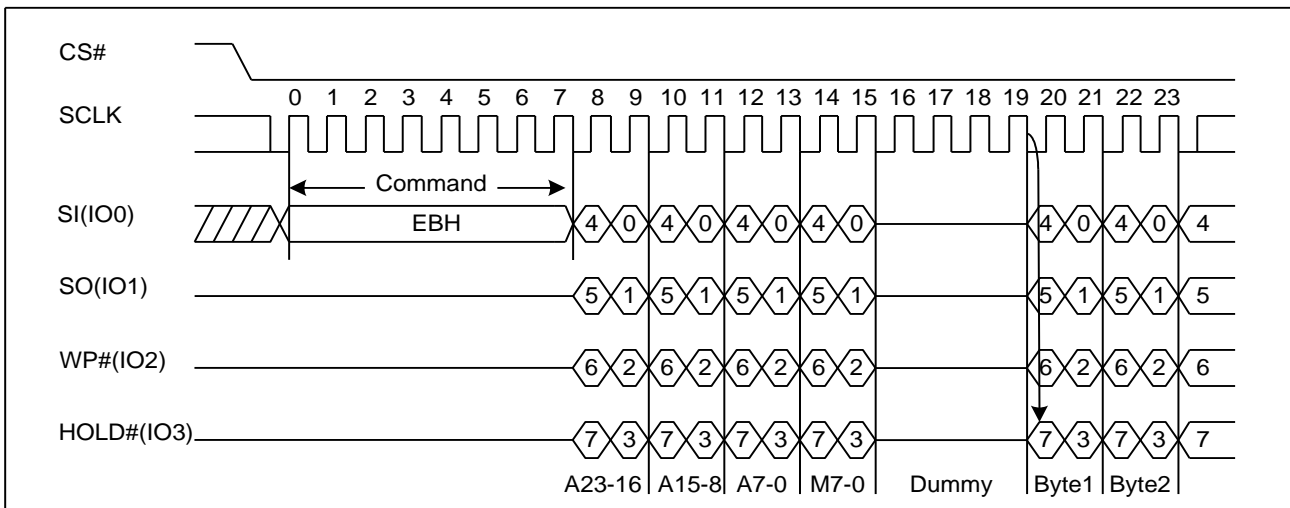 CS#
0 1 2 3 4 5 6 7 8 9 10 11 12 13 14 15 16 17 18 19 20 21 22 23
SCLK
Command
SI(IO0) EBH 4 0 4 0 4 0 4 0 4 0 4 0 4
SO(IO1) 5 1 5 1 5 1 5 1 5 1 5 1 5
WP#(IO2) 6 2 6 2 6 2 6 2 6 2 6 2 6
HOLD#(IO3) 7 3 7 3 7 3 7 3 7 3 7 3 7
A23-16 A15-8 A7-0 M7-0 Dummy Byte1 Byte2